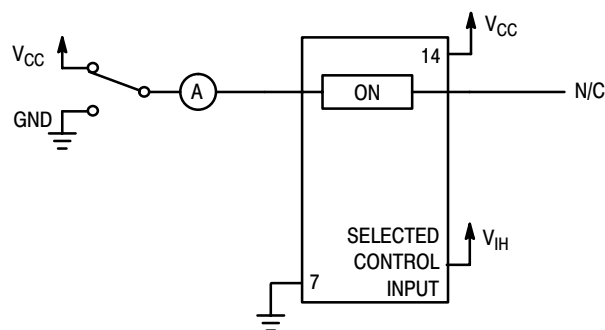 VCC
GND
A
14
VCC
ON
N/C
SELECTED
CONTROL
INPUT
VIH
7